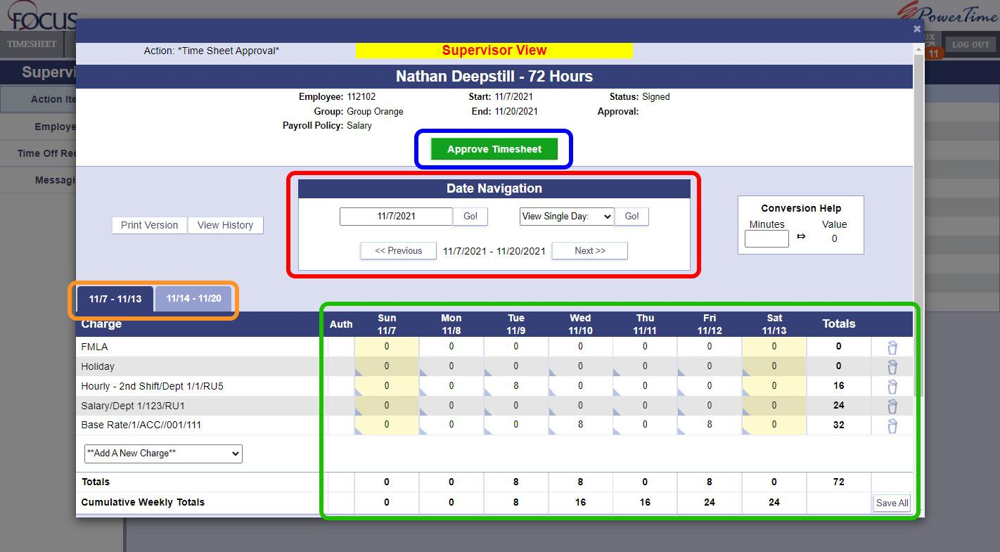 FOCUS
PowerTime
TIMESHEET
OX
11
LOG OUT
Supervi
Action Ite
Employe
Time Off Rec
Messagi
×
Action: *Time Sheet Approval*
Supervisor View
Nathan Deepstill - 72 Hours
Employee: 112102 Start: 11/7/2021 Status: Signed
Group: Group Orange End: 11/20/2021 Approval:
Payroll Policy: Salary
Approve Timesheet
Date Navigation
11/7/2021 Go! View Single Day: Go!
<< Previous 11/7/2021 - 11/20/2021 Next >>
Print Version View History
Conversion Help
Minutes ⇔ Value
0
11/7 - 11/13 11/14 - 11/20
Charge Auth Sun 11/7 Mon 11/8 Tue 11/9 Wed 11/10 Thu 11/11 Fri 11/12 Sat 11/13 Totals
FMLA 0 0 0 0 0 0 0 0
Holiday 0 0 0 0 0 0 0 0
Hourly - 2nd Shift/Dept 1/1/RU5 0 0 8 0 0 0 0 16
Salary/Dept 1/123/RU1 0 0 0 0 0 0 0 24
Base Rate/1/ACC//001/111 0 0 0 8 0 8 0 32
**Add A New Charge**
Totals 0 0 8 8 0 8 0 72
Cumulative Weekly Totals 0 0 8 16 16 24 24 Save All